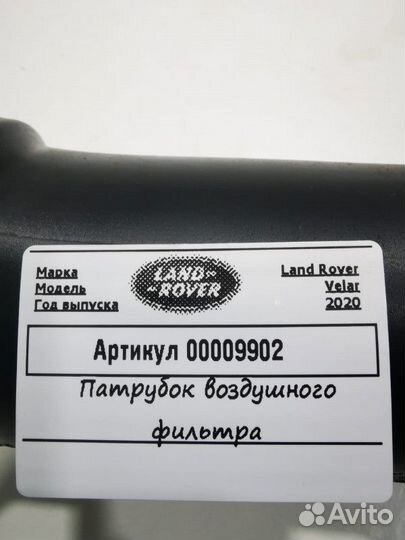 Марка LAND- Land Rover
Модель -ROVER Velar
Год выпуска 2020
Артикул 00009902
Патрубок воздушного
фильтра
Avito